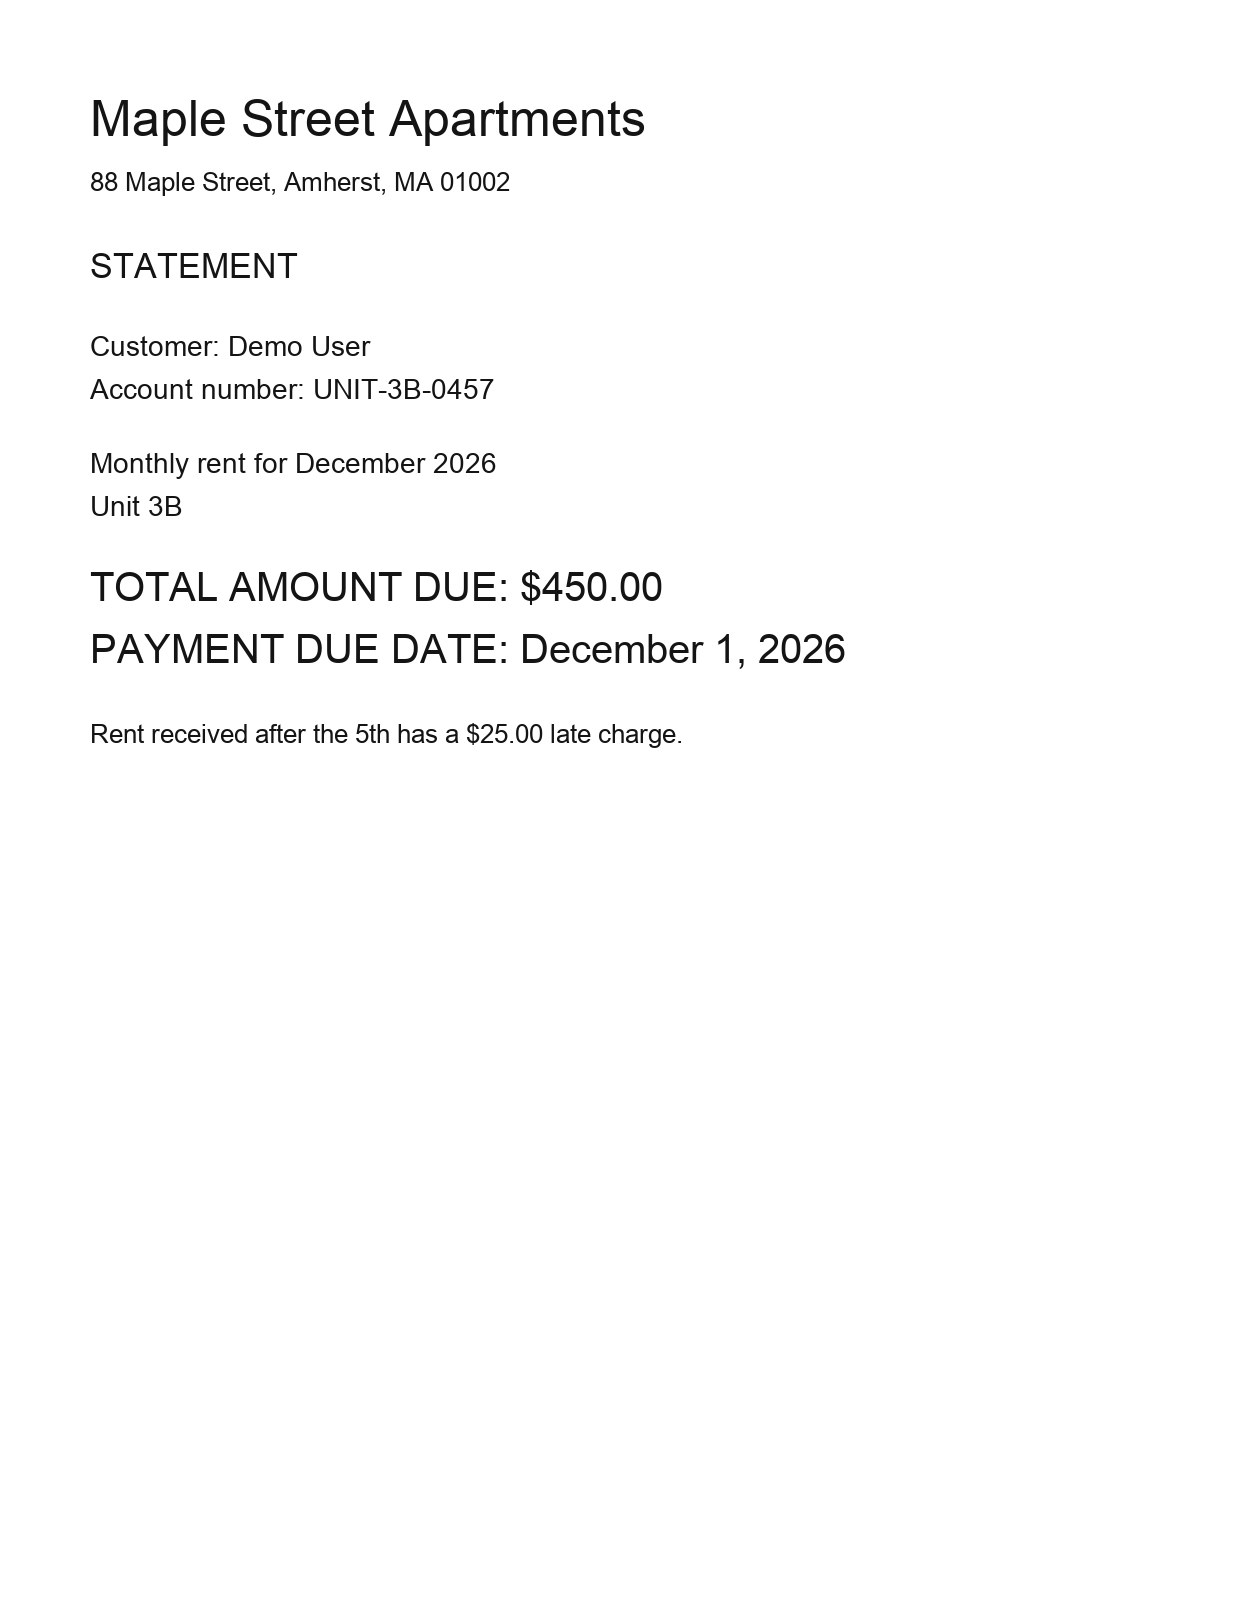 Maple Street Apartments
88 Maple Street, Amherst, MA 01002
STATEMENT
Customer: Demo User
Account number: UNIT-3B-0457
Monthly rent for December 2026
Unit 3B
TOTAL AMOUNT DUE: $450.00
PAYMENT DUE DATE: December 1, 2026
Rent received after the 5th has a $25.00 late charge.